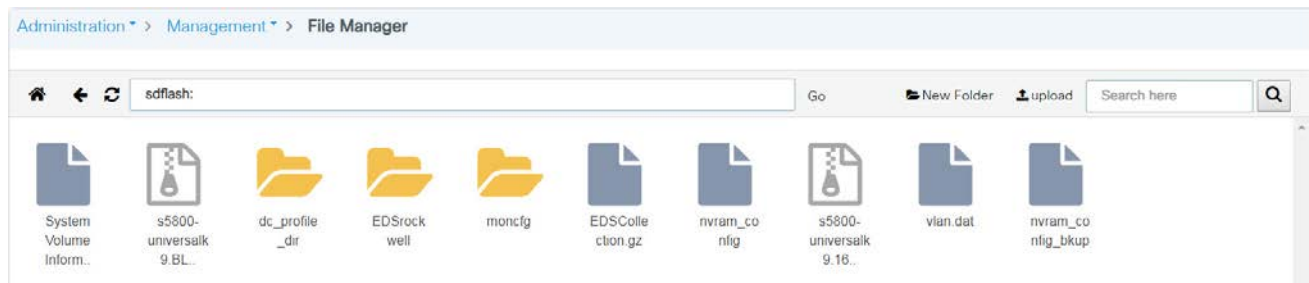 Administration > Management > File Manager
sdflash:
Go
New Folder
upload
Search here
System
Volume
Inform..
s5800-
universalk
9.BL..
dc_profile
_dir
EDSrock
well
moncfg
EDSColle
ction.gz
nvram_co
nfig
s5800-
universalk
9.16..
vlan.dat
nvram_co
nfig_bkup